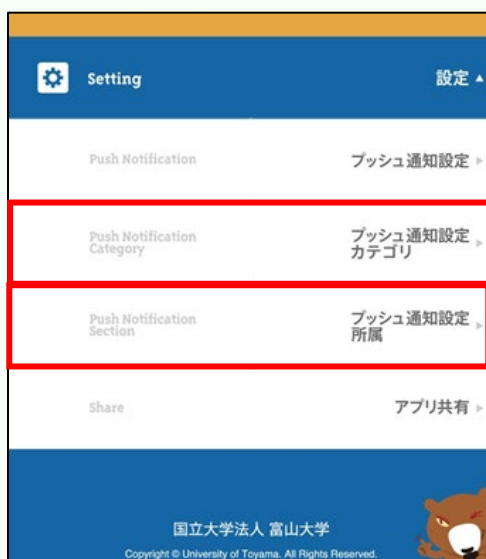 Setting 設定
Push Notification プッシュ通知設定
Push Notification プッシュ通知設定
Category カテゴリ
Push Notification プッシュ通知設定
Section 所属
Share アプリ共有
国立大学法人 富山大学
Copyright © University of Toyama. All Rights Reserved.